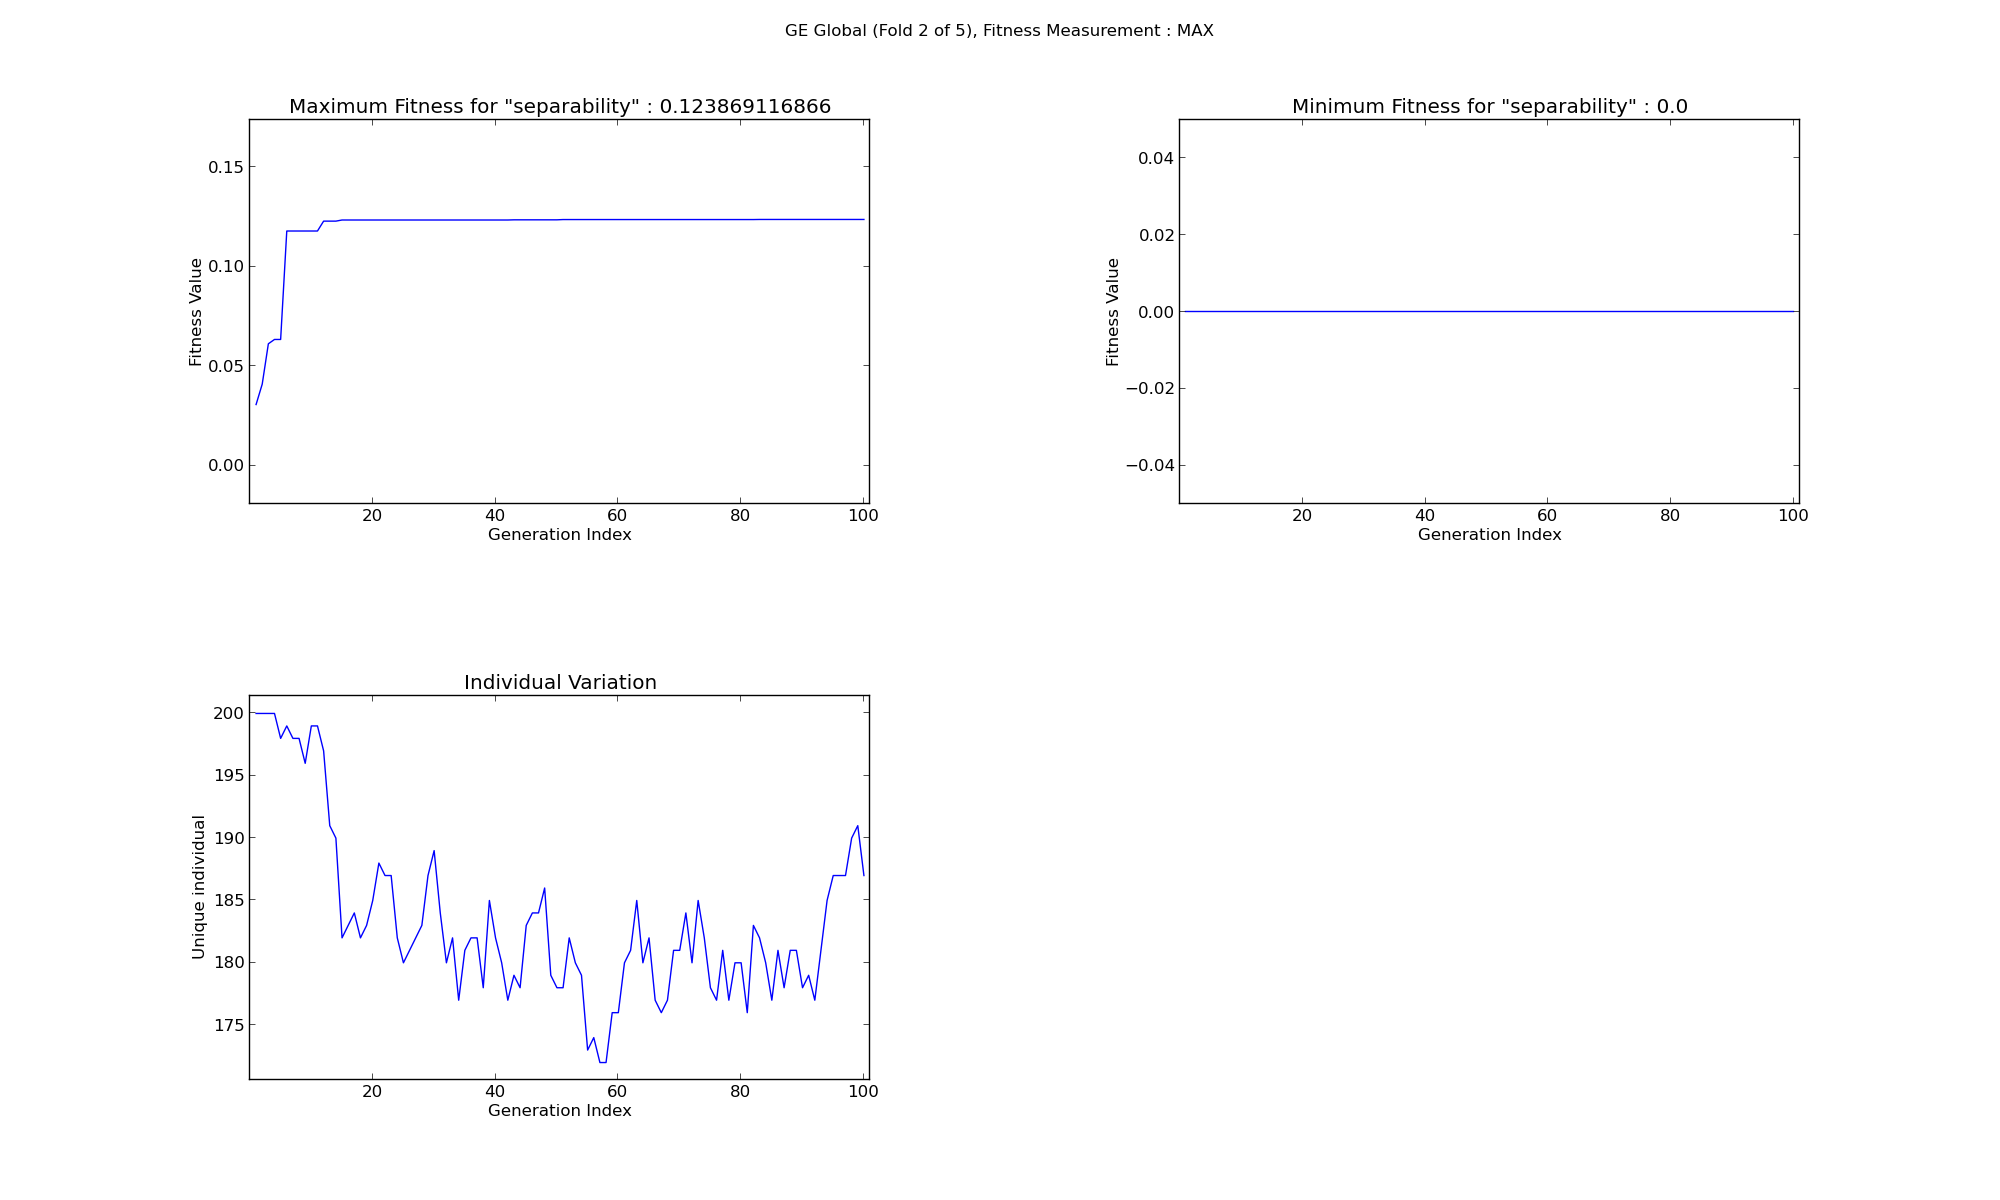 GE Global (Fold 2 of 5), Fitness Measurement : MAX
Maximum Fitness for "separability" : 0.123869116866
0.15
0.10
0.05
0.00
Fitness Value
20 40 60 80 100
Generation Index
Minimum Fitness for "separability" : 0.0
0.04
0.02
0.00
−0.02
−0.04
Fitness Value
20 40 60 80 100
Generation Index
Individual Variation
200
195
190
185
180
175
Unique individual
20 40 60 80 100
Generation Index